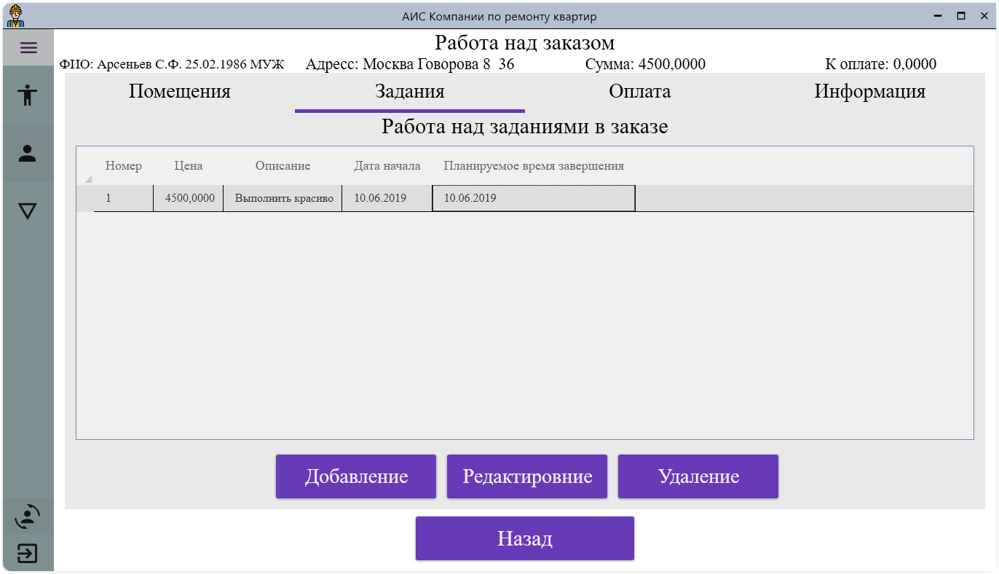 АИС Компании по ремонту квартир
Работа над заказом
ФИО: Арсеньев С.Ф. 25.02.1986 МУЖ Адресс: Москва Говорова 8 36 Сумма: 4500,0000 К оплате: 0,0000
Помещения Задания Оплата Информация
Работа над заданиями в заказе
Номер Цена Описание Дата начала Планируемое время завершения
1 4500,0000 Выполнить красиво 10.06.2019 10.06.2019
Добавление Редактировние Удаление
Назад